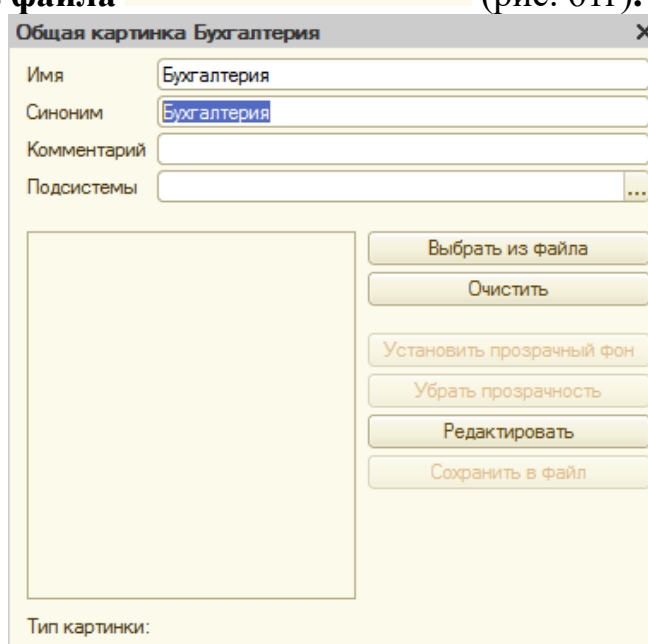 файла (рис. 61г).
Общая картинка Бухгалтерия
Имя Бухгалтерия
Синоним Бухгалтерия
Комментарий
Подсистемы ...
Выбрать из файла
Очистить
Установить прозрачный фон
Убрать прозрачность
Редактировать
Сохранить в файл
Тип картинки: